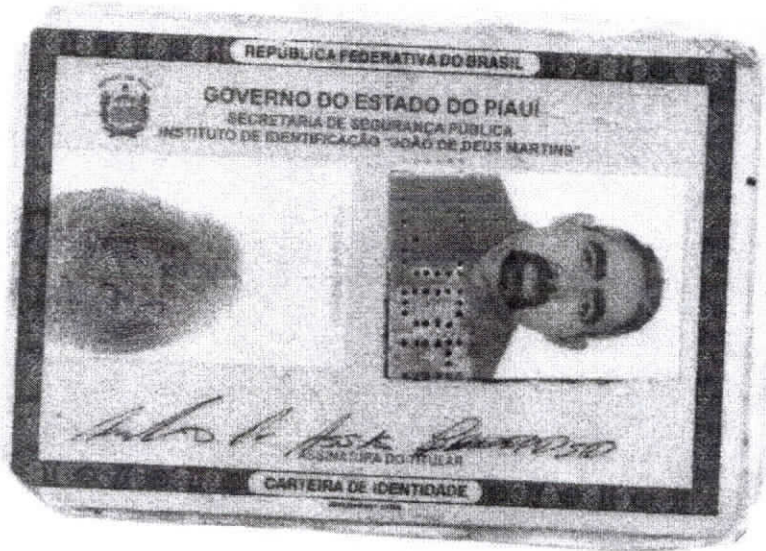 REPÚBLICA FEDERATIVA DO BRASIL
GOVERNO DO ESTADO DO PIAUÍ
SECRETARIA DE SEGURANÇA PÚBLICA
INSTITUTO DE IDENTIFICAÇÃO "JOÃO DE DEUS MARTINS"
ASSINATURA DO TITULAR
CARTEIRA DE IDENTIDADE